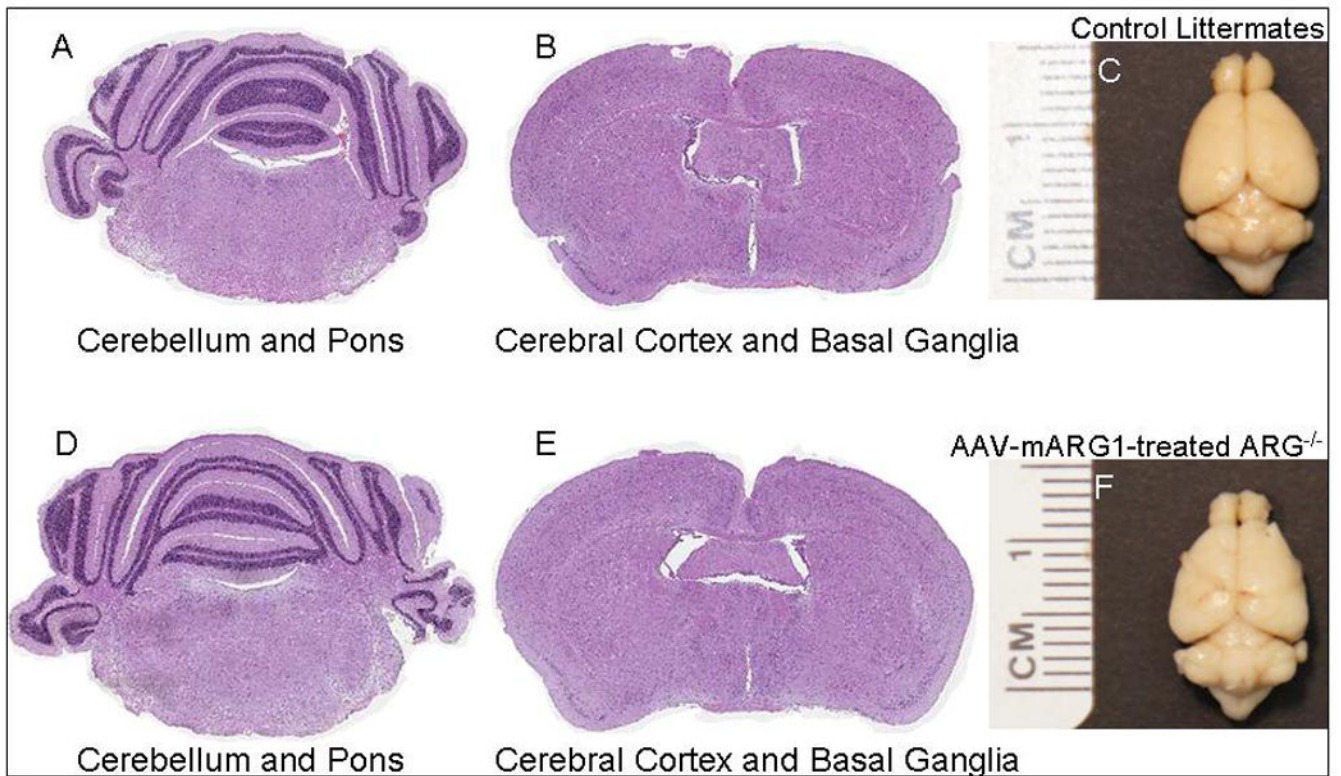 Control Littermates
A
B
C
1
CM
Cerebellum and Pons
Cerebral Cortex and Basal Ganglia
AAV-mARG1-treated ARG-/-
D
E
F
1
CM
Cerebellum and Pons
Cerebral Cortex and Basal Ganglia